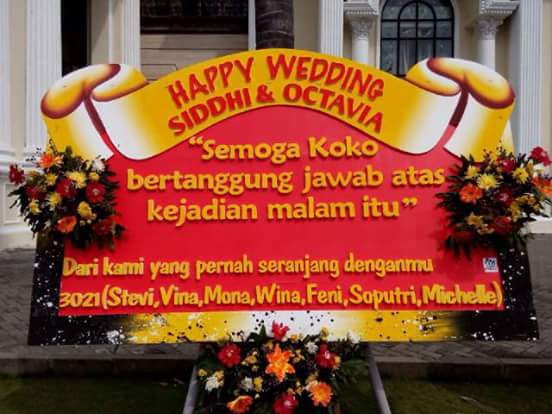 HAPPY WEDDING
SIDDHI & OCTAVIA
"Semoga Koko
bertanggung jawab atas
kejadian malam itu"
Dari kami yang pernah seranjang denganmu
3021(Stevi,Vina,Mona,Wina,Feni,Soputri,Michelle)